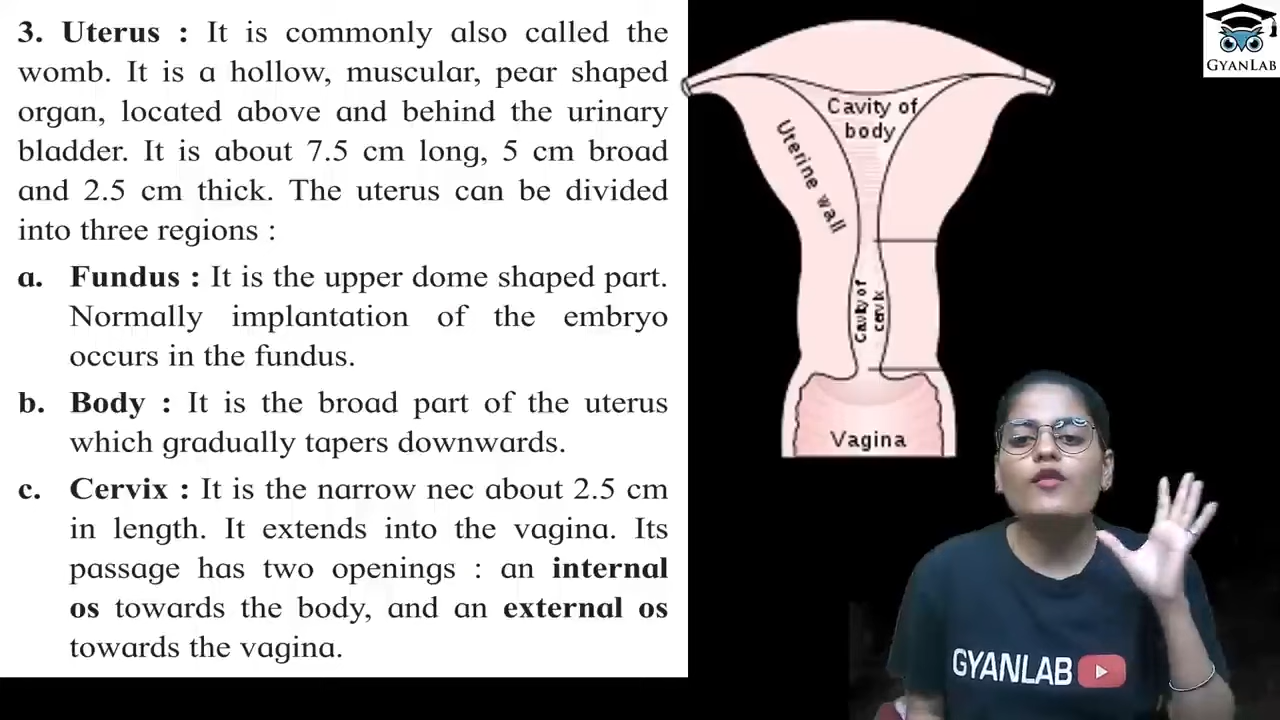 3. Uterus : It is commonly also called the
womb. It is a hollow, muscular, pear shaped
organ, located above and behind the urinary
bladder. It is about 7.5 cm long, 5 cm broad
and 2.5 cm thick. The uterus can be divided
into three regions :
a. Fundus : It is the upper dome shaped part.
Normally implantation of the embryo
occurs in the fundus.
b. Body : It is the broad part of the uterus
which gradually tapers downwards.
c. Cervix : It is the narrow nec about 2.5 cm
in length. It extends into the vagina. Its
passage has two openings : an internal
os towards the body, and an external os
towards the vagina.
Cavity of
body
Uterine wall
Cavity of
cervix
Vagina
GYANLAB
GYANLAB